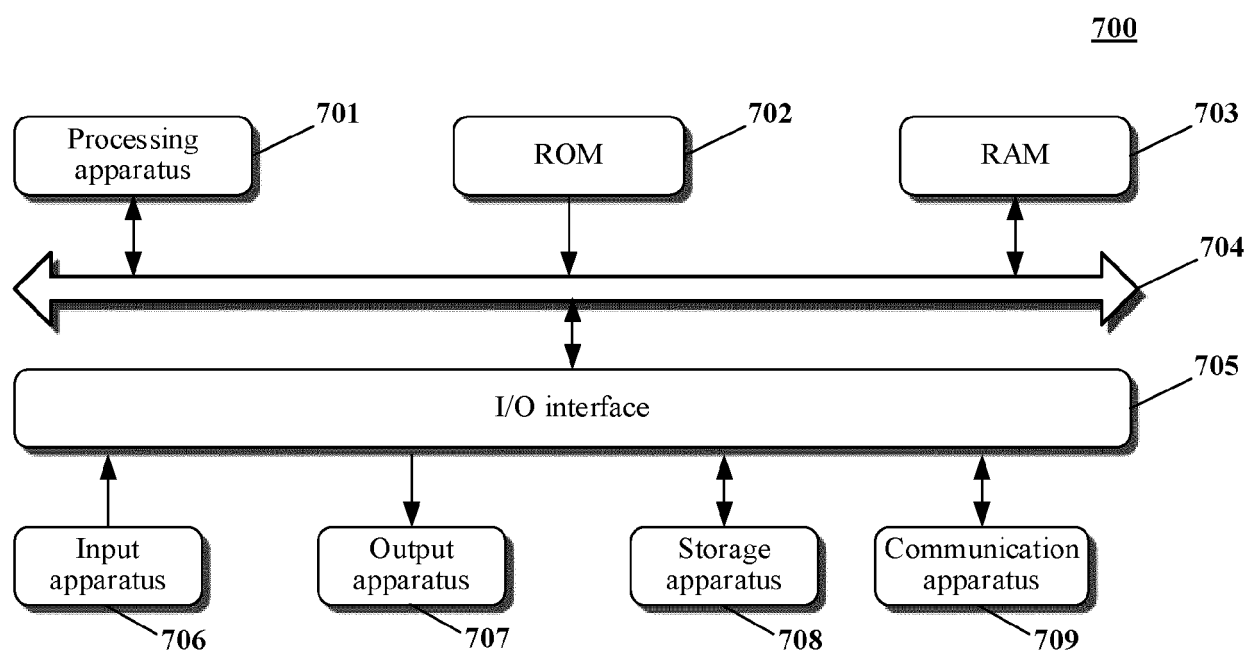 700
701
702
703
Processing
apparatus
ROM
RAM
704
705
I/O interface
Input
apparatus
Output
apparatus
Storage
apparatus
Communication
apparatus
706
707
708
709